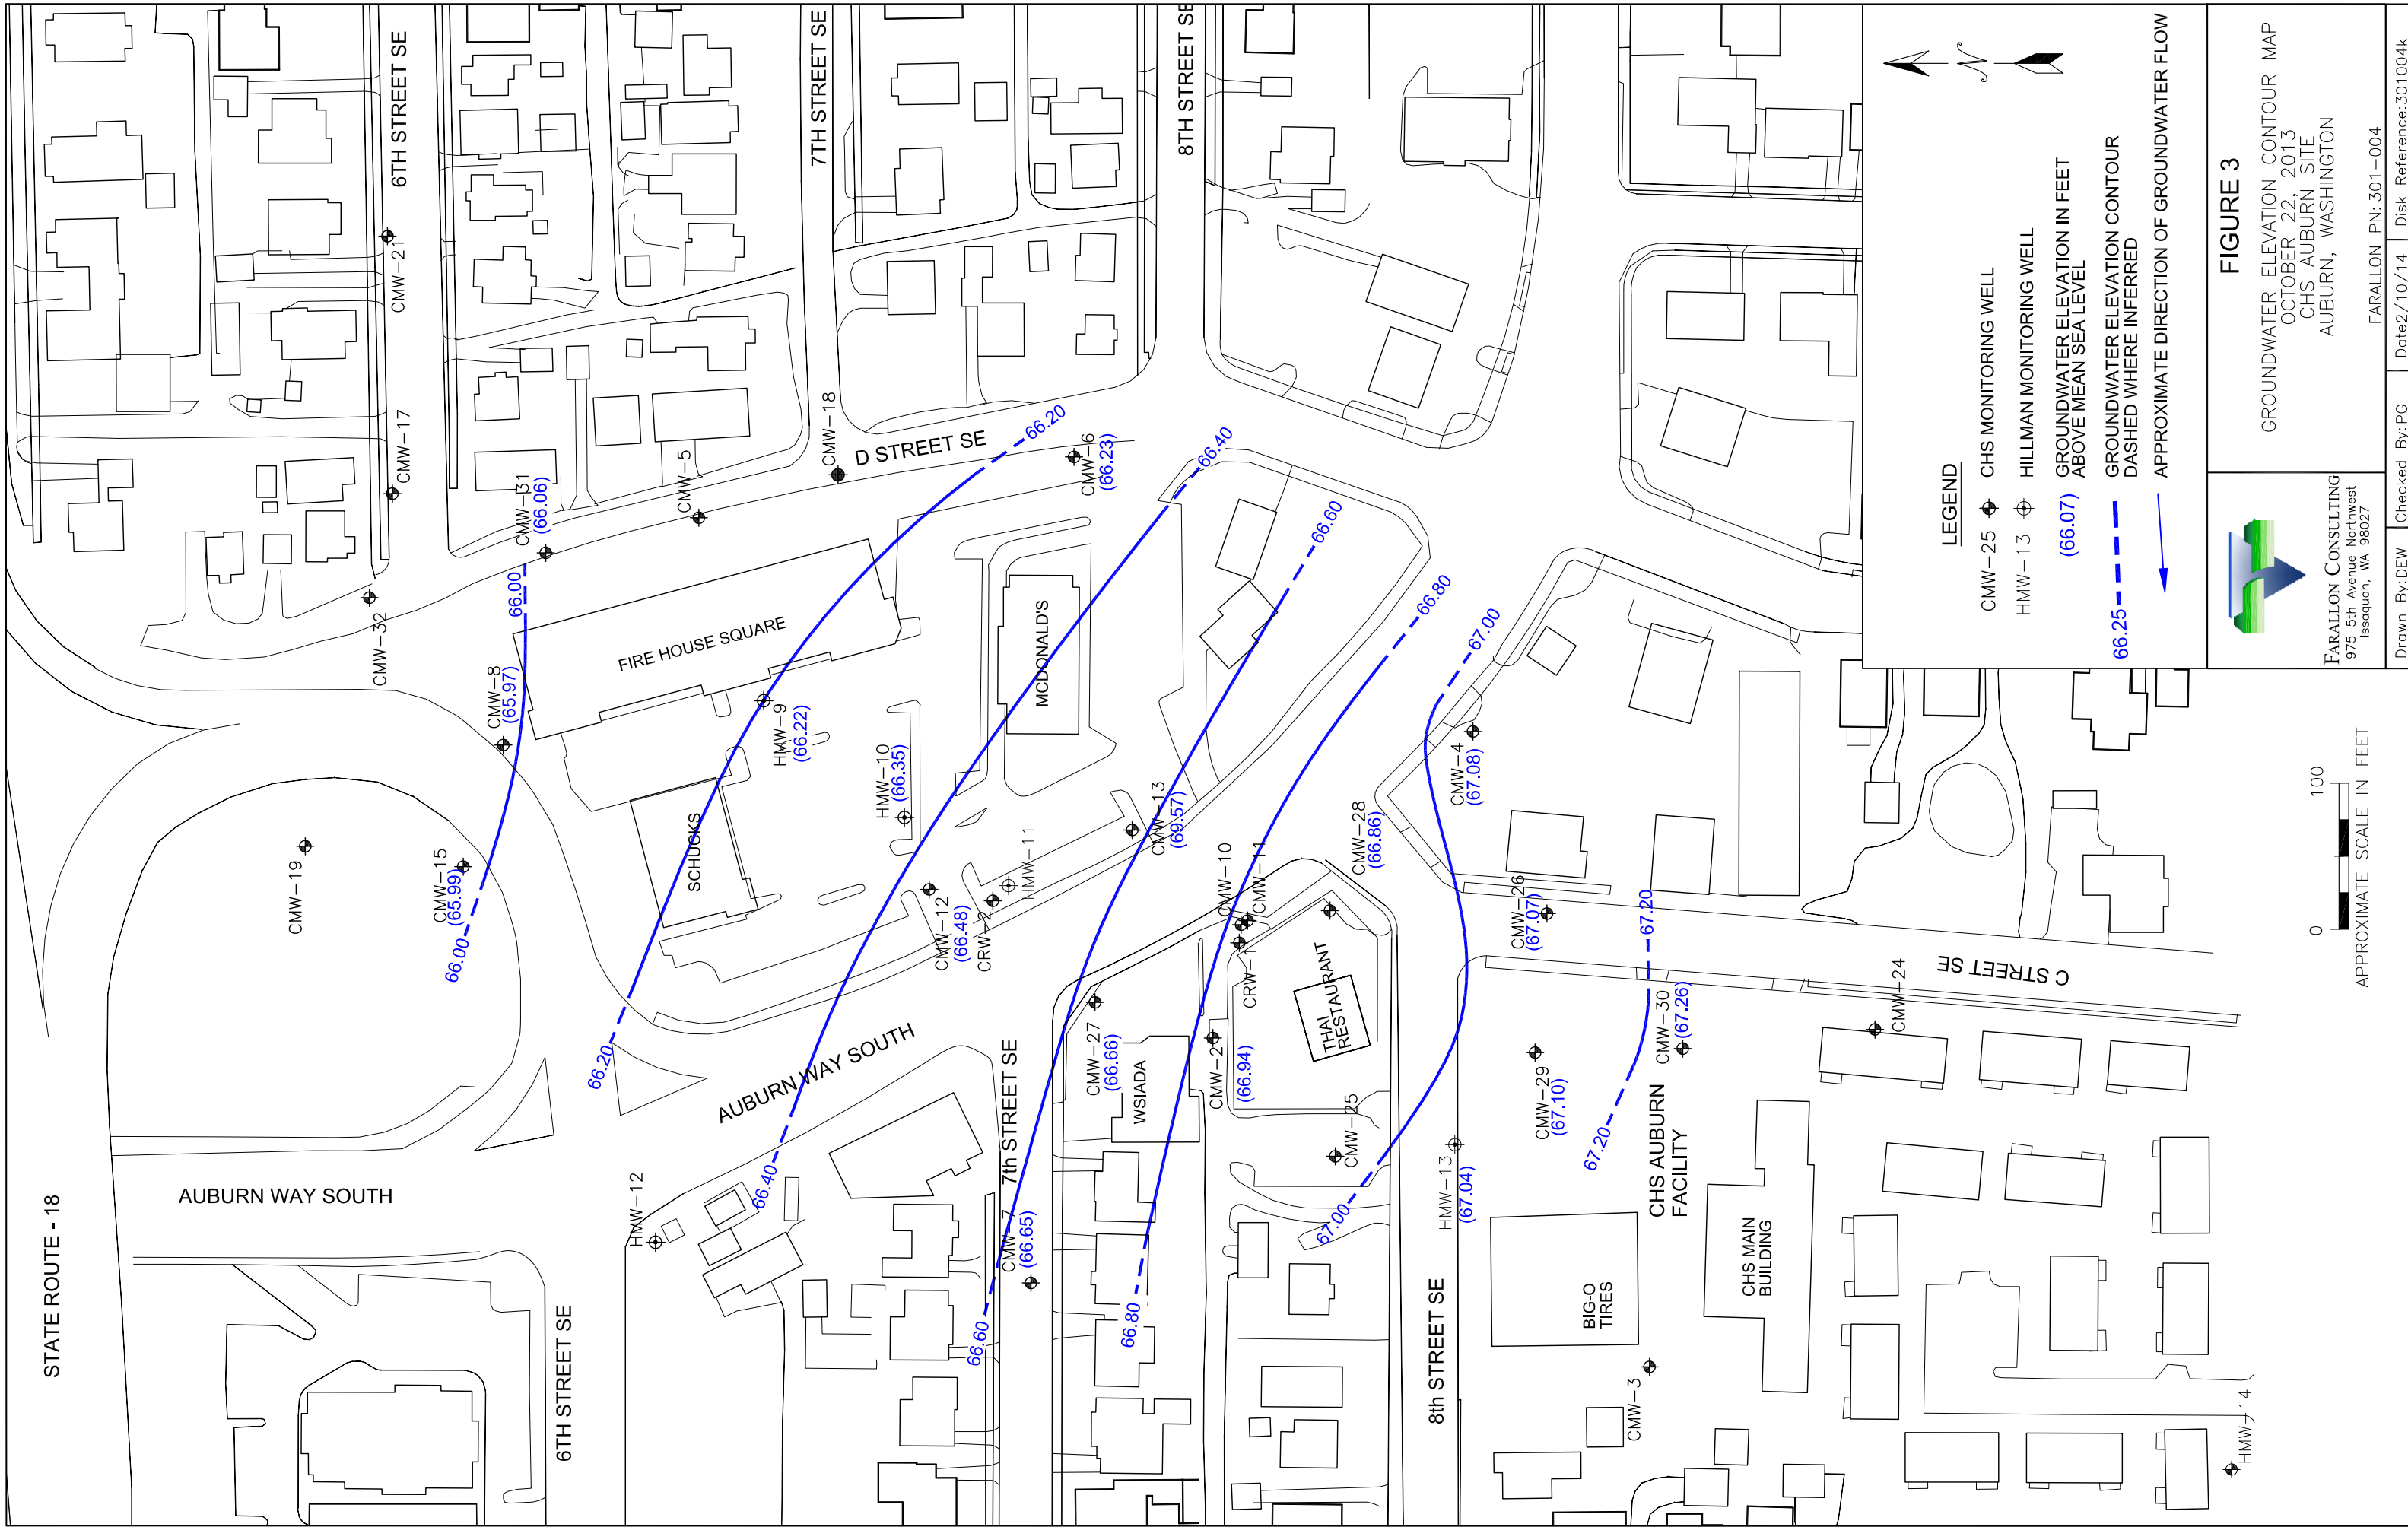 STATE ROUTE - 18
AUBURN WAY SOUTH
6TH STREET SE
6TH STREET SE
7TH STREET SE
8TH STREET SE
D STREET SE
AUBURN WAY SOUTH
7th STREET SE
8th STREET SE
C STREET SE
CMW-21
CMW-17
CMW-32
CMW-31
(66.06)
CMW-5
CMW-18
CMW-6
(66.23)
CMW-8
(65.97)
CMW-19
CMW-15
(65.99)
FIRE HOUSE SQUARE
SCHUCKS
MCDONALD'S
HMW-9
(66.22)
HMW-10
(66.35)
HMW-11
CMW-12
(66.48)
CRW-2
CMW-13
(69.57)
HMW-12
CMW-7
(66.65)
CMW-27
(66.66)
WSIADA
CMW-10
CMW-11
CRW-1
CMW-2
(66.94)
THAI
RESTAURANT
CMW-28
(66.86)
CMW-4
(67.08)
CMW-25
CMW-26
(67.07)
HMW-13
(67.04)
CMW-29
(67.10)
CMW-30
(67.26)
CMW-24
CHS AUBURN
FACILITY
CHS MAIN
BUILDING
BIG-O
TIRES
CMW-3
HMW-14
66.00
66.00
66.20
66.20
66.40
66.40
66.60
66.60
66.80
66.80
67.00
67.00
67.20
67.20
0
100
APPROXIMATE SCALE IN FEET
N
LEGEND
CMW-25
CHS MONITORING WELL
HMW-13
HILLMAN MONITORING WELL
(66.07)
GROUNDWATER ELEVATION IN FEET
ABOVE MEAN SEA LEVEL
66.25
GROUNDWATER ELEVATION CONTOUR
DASHED WHERE INFERRED
APPROXIMATE DIRECTION OF GROUNDWATER FLOW
FARALLON CONSULTING
975 5th Avenue Northwest
Issaquah, WA 98027
FIGURE 3
GROUNDWATER ELEVATION CONTOUR MAP
OCTOBER 22, 2013
CHS AUBURN SITE
AUBURN, WASHINGTON
FARALLON PN: 301-004
Drawn By:DEW
Checked By:PG
Date2/10/14
Disk Reference:301004k